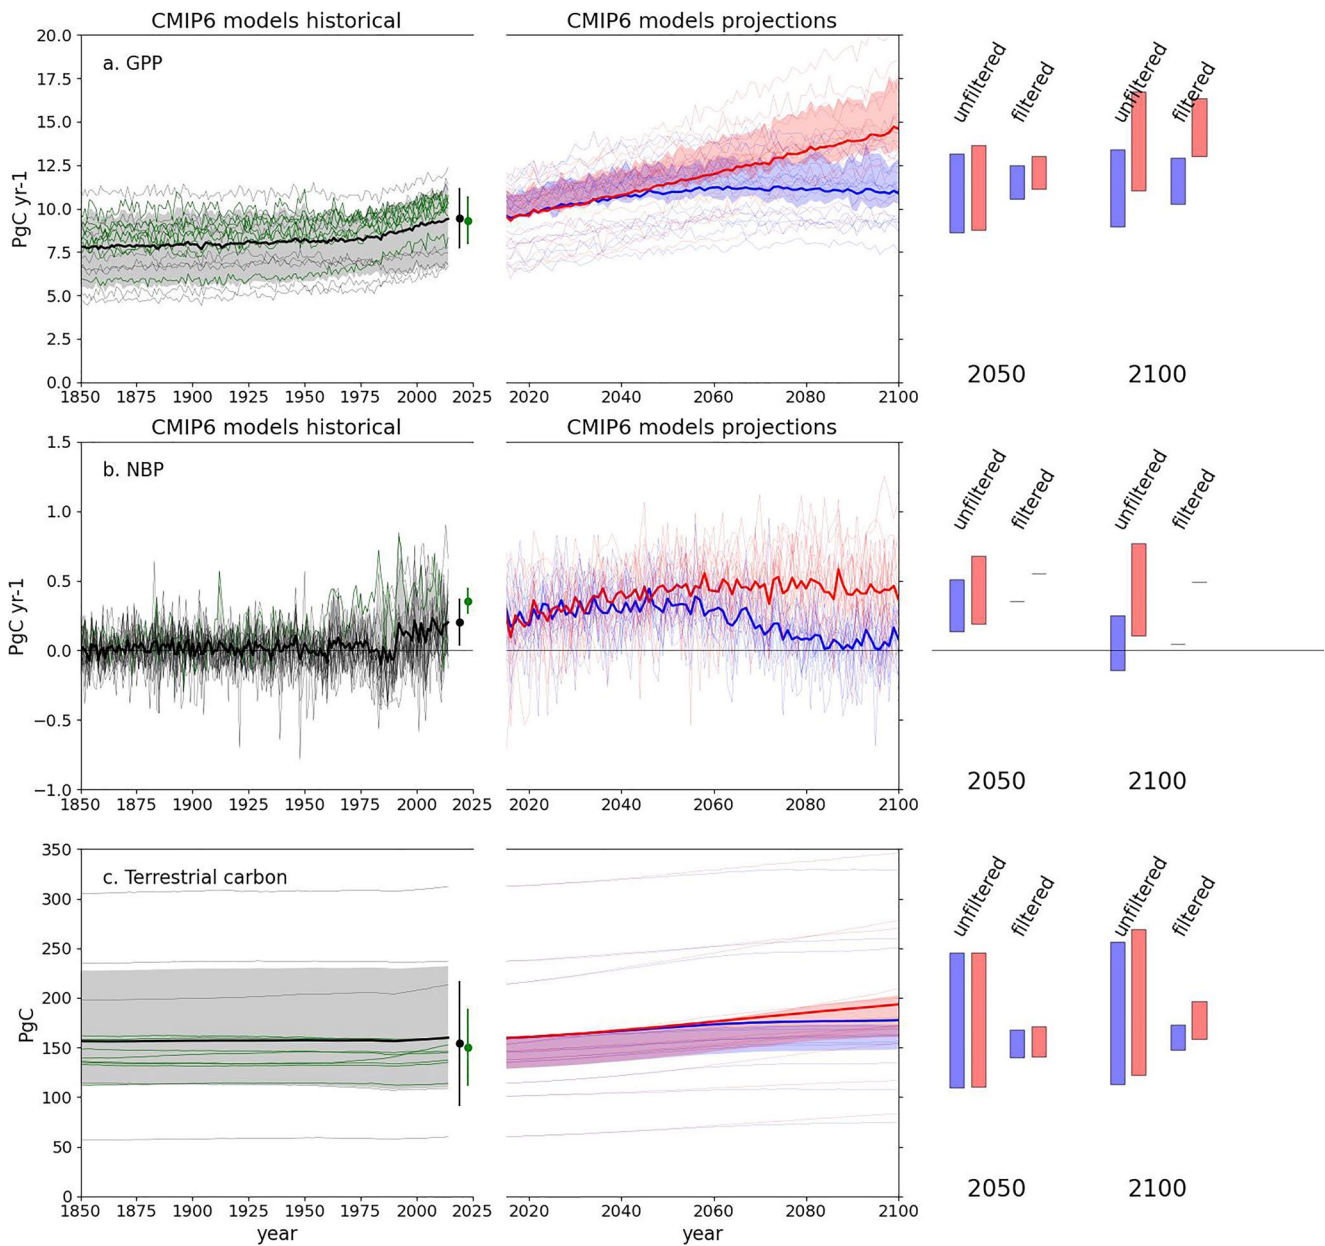 CMIP6 models historical
CMIP6 models projections
a. GPP
PgC yr-1
20.0
17.5
15.0
12.5
10.0
7.5
5.0
2.5
0.0
1850 1875 1900 1925 1950 1975 2000 2025
2020 2040 2060 2080 2100
unfiltered
filtered
unfiltered
filtered
2050
2100
CMIP6 models historical
CMIP6 models projections
b. NBP
PgC yr-1
1.5
1.0
0.5
0.0
−0.5
−1.0
1850 1875 1900 1925 1950 1975 2000 2025
2020 2040 2060 2080 2100
unfiltered
filtered
unfiltered
filtered
2050
2100
c. Terrestrial carbon
PgC
350
300
250
200
150
100
50
0
1850 1875 1900 1925 1950 1975 2000 2025
year
2020 2040 2060 2080 2100
year
unfiltered
filtered
unfiltered
filtered
2050
2100